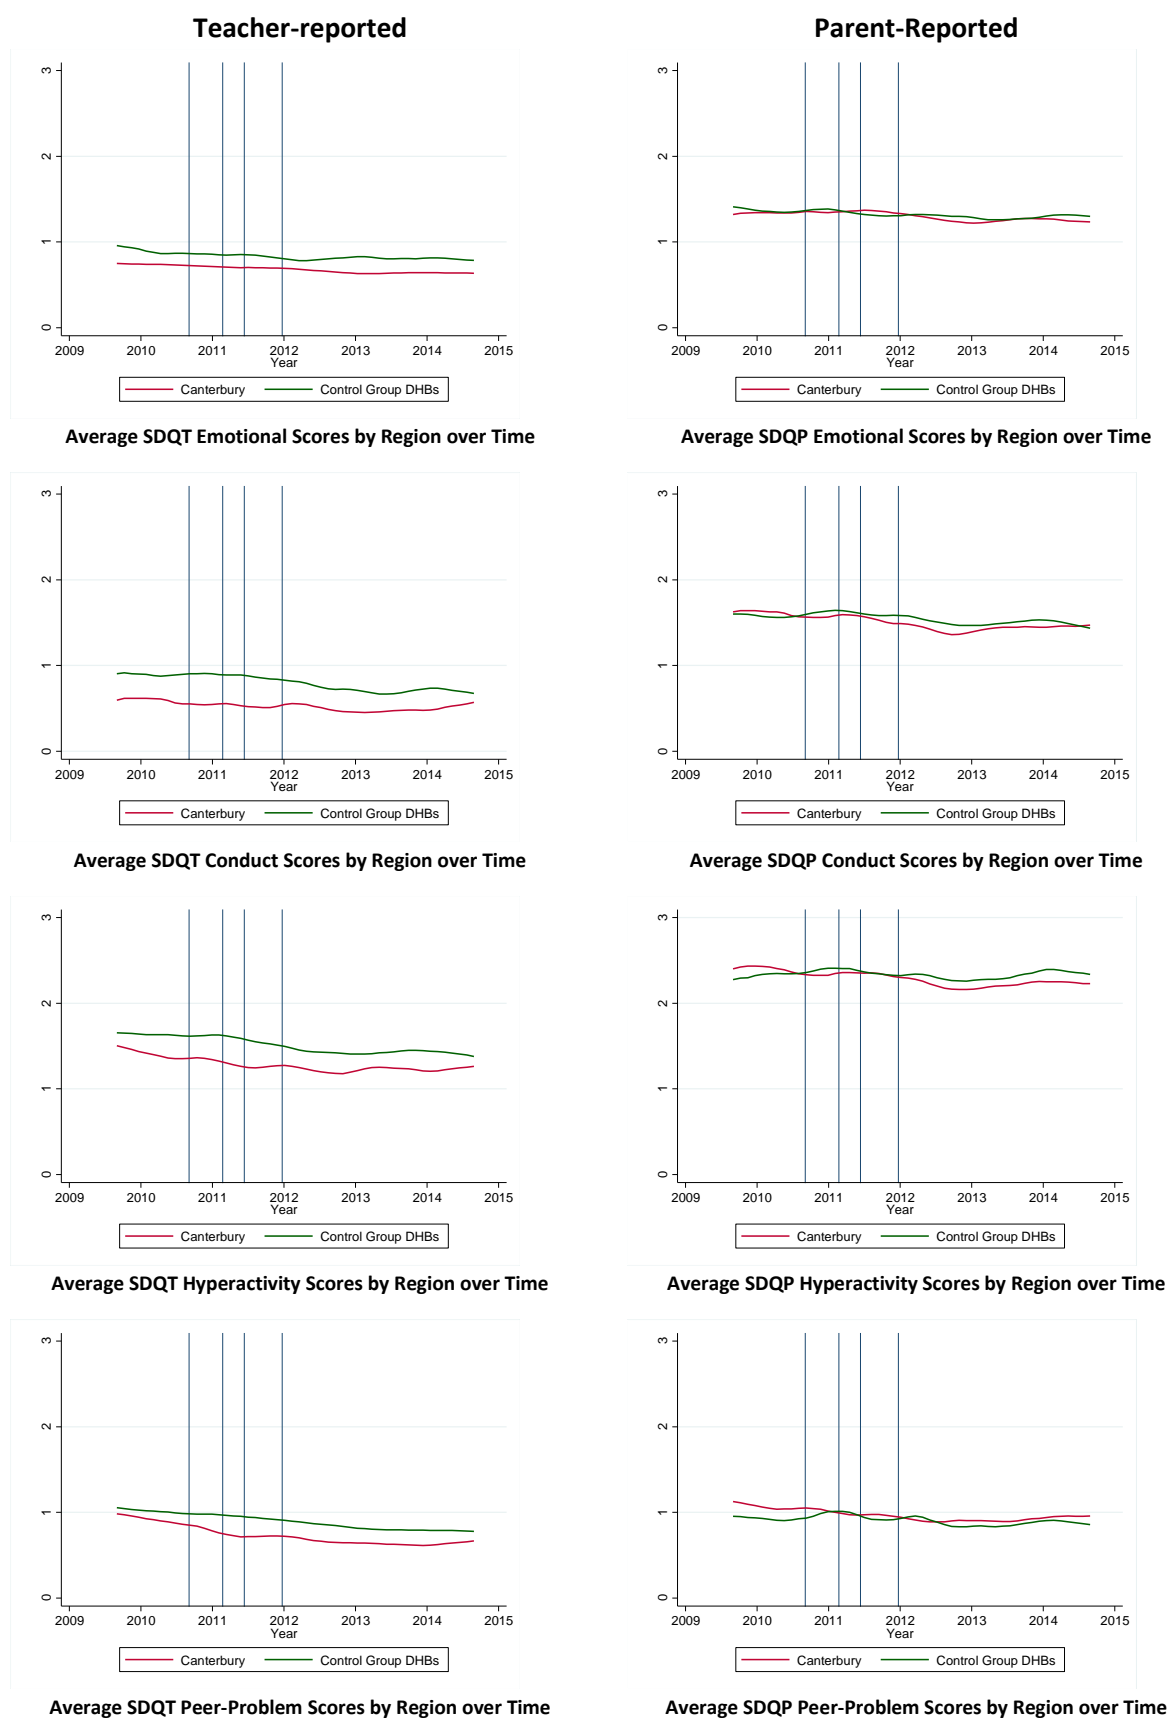 Teacher-reported
Parent-Reported
3
2
1
0
2009 2010 2011 2012 2013 2014 2015
Year
Canterbury Control Group DHBs
Average SDQT Emotional Scores by Region over Time
3
2
1
0
2009 2010 2011 2012 2013 2014 2015
Year
Canterbury Control Group DHBs
Average SDQP Emotional Scores by Region over Time
3
2
1
0
2009 2010 2011 2012 2013 2014 2015
Year
Canterbury Control Group DHBs
Average SDQT Conduct Scores by Region over Time
3
2
1
0
2009 2010 2011 2012 2013 2014 2015
Year
Canterbury Control Group DHBs
Average SDQP Conduct Scores by Region over Time
3
2
1
0
2009 2010 2011 2012 2013 2014 2015
Year
Canterbury Control Group DHBs
Average SDQT Hyperactivity Scores by Region over Time
3
2
1
0
2009 2010 2011 2012 2013 2014 2015
Year
Canterbury Control Group DHBs
Average SDQP Hyperactivity Scores by Region over Time
3
2
1
0
2009 2010 2011 2012 2013 2014 2015
Year
Canterbury Control Group DHBs
Average SDQT Peer-Problem Scores by Region over Time
3
2
1
0
2009 2010 2011 2012 2013 2014 2015
Year
Canterbury Control Group DHBs
Average SDQP Peer-Problem Scores by Region over Time